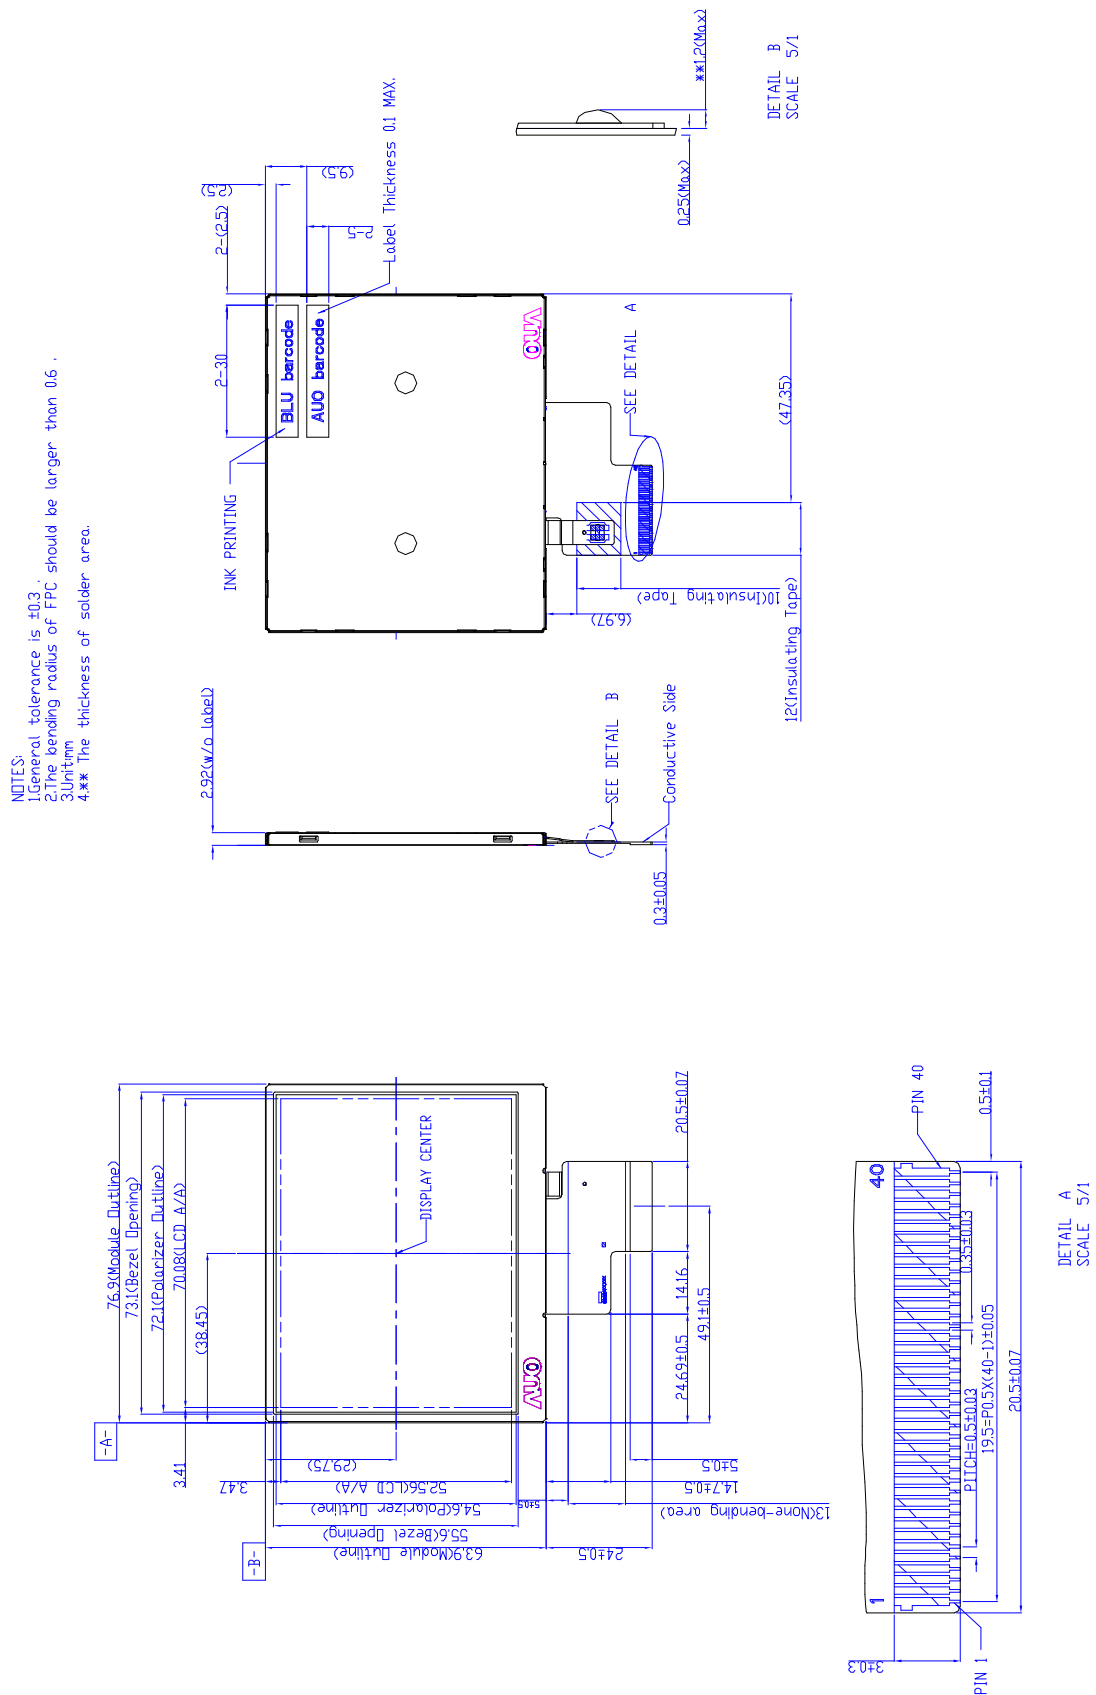 NOTES:
1.General tolerance is ±0.3 .
2.The bending radius of FPC should be larger than 0.6 .
3.Unit:mm
4.** The thickness of solder area.
76.9(Module Outline)
73.1(Bezel Opening)
72.1(Polarizer Outline)
70.08(LCD A/A)
(38.45)
-A-
3.41
DISPLAY CENTER
AUO
-B-
3.47
(29.75)
52.56(LCD A/A)
54.6(Polarizer Outline)
55.6(Bezel Opening)
63.9(Module Outline)
5±0.5
14.7±0.5
5±0.5
13(None-bending area)
24±0.5
20.5±0.07
14.16
49.1±0.5
24.69±0.5
2.92(w/o label)
SEE DETAIL B
Conductive Side
0.3±0.05
INK PRINTING
2-30
2-(2.5)
(2.5)
(9.5)
2-5
Label Thickness 0.1 MAX.
BLU barcode
AUO barcode
AUO
SEE DETAIL A
(47.35)
10(Insulating Tape)
(6.97)
12(Insulating Tape)
**1.2(Max)
0.25(Max)
DETAIL B
SCALE 5/1
PIN 40
0.5±0.1
40
0.35±0.03
PITCH=0.5±0.03
19.5=P0.5X(40-1)±0.05
20.5±0.07
1
3±0.3
PIN 1
DETAIL A
SCALE 5/1